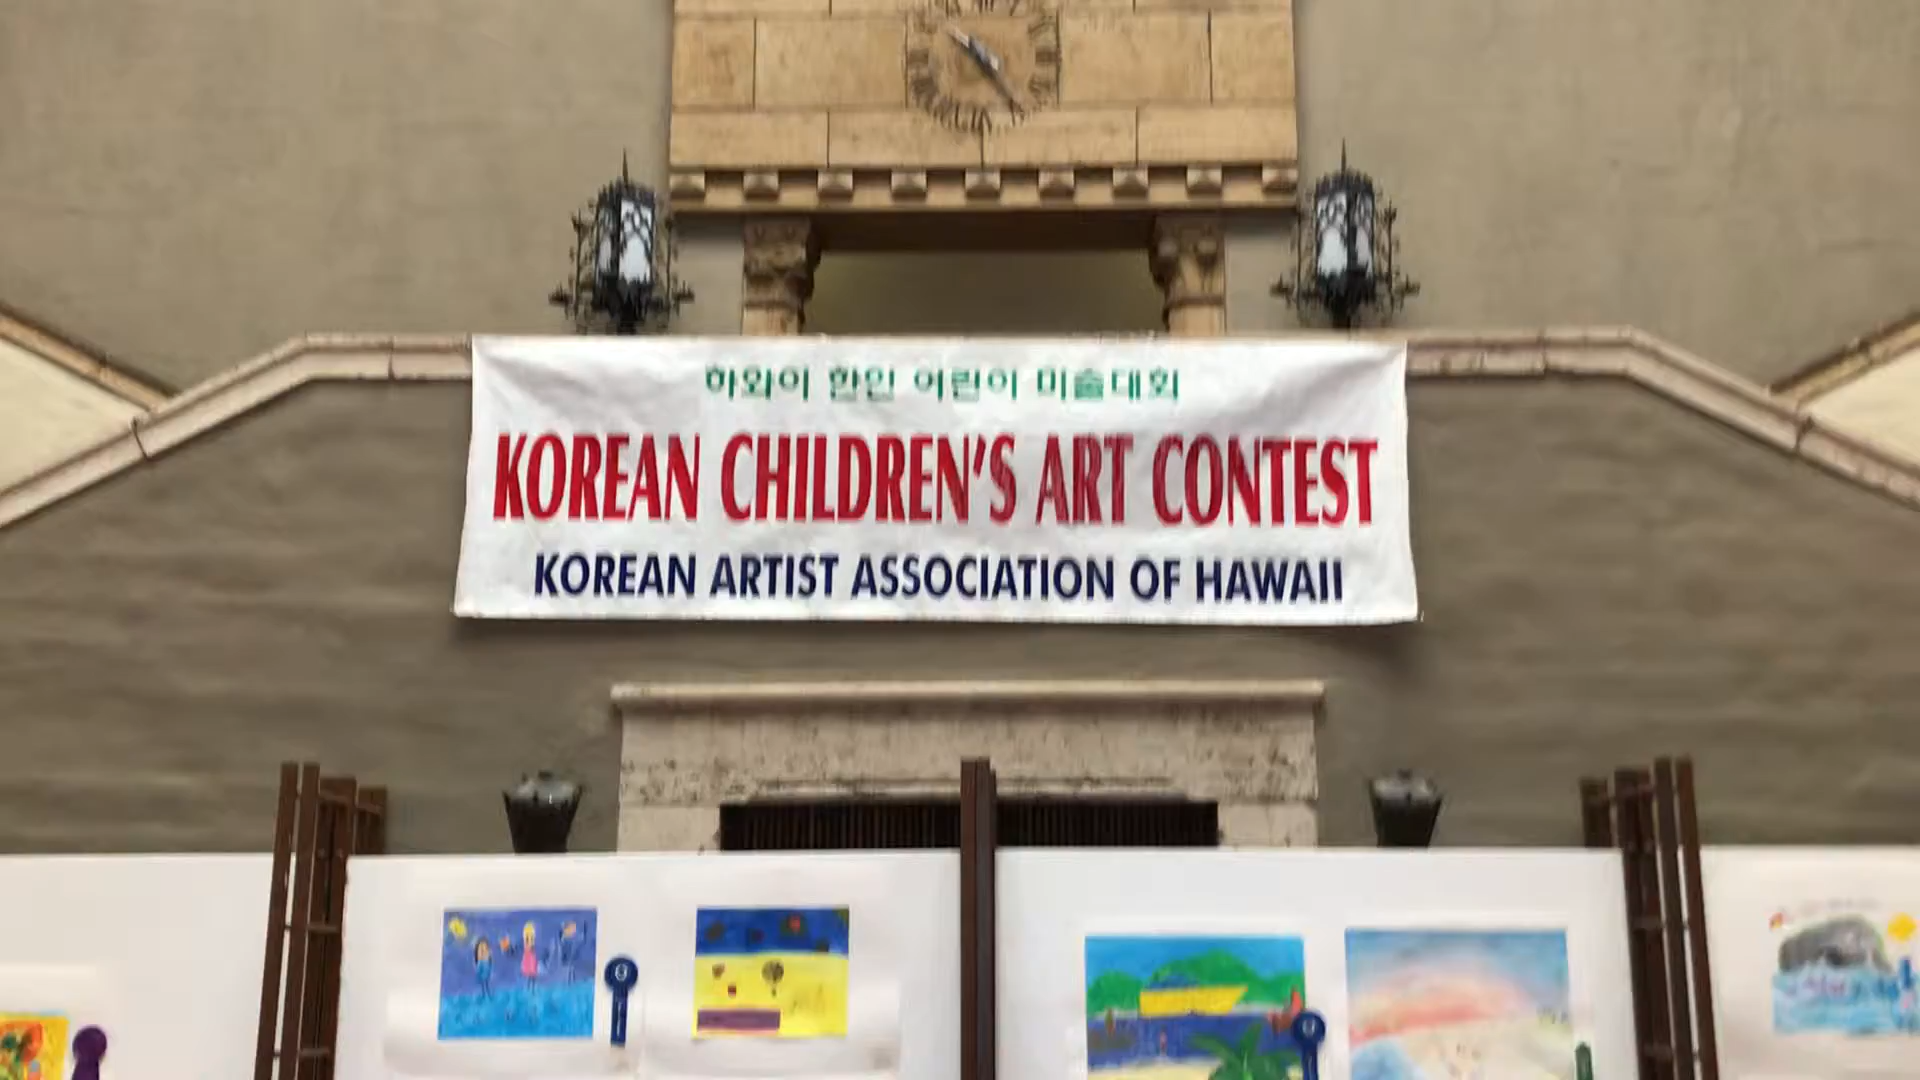 하와이 한인 어린이 미술대회
KOREAN CHILDREN'S ART CONTEST
KOREAN ARTIST ASSOCIATION OF HAWAII